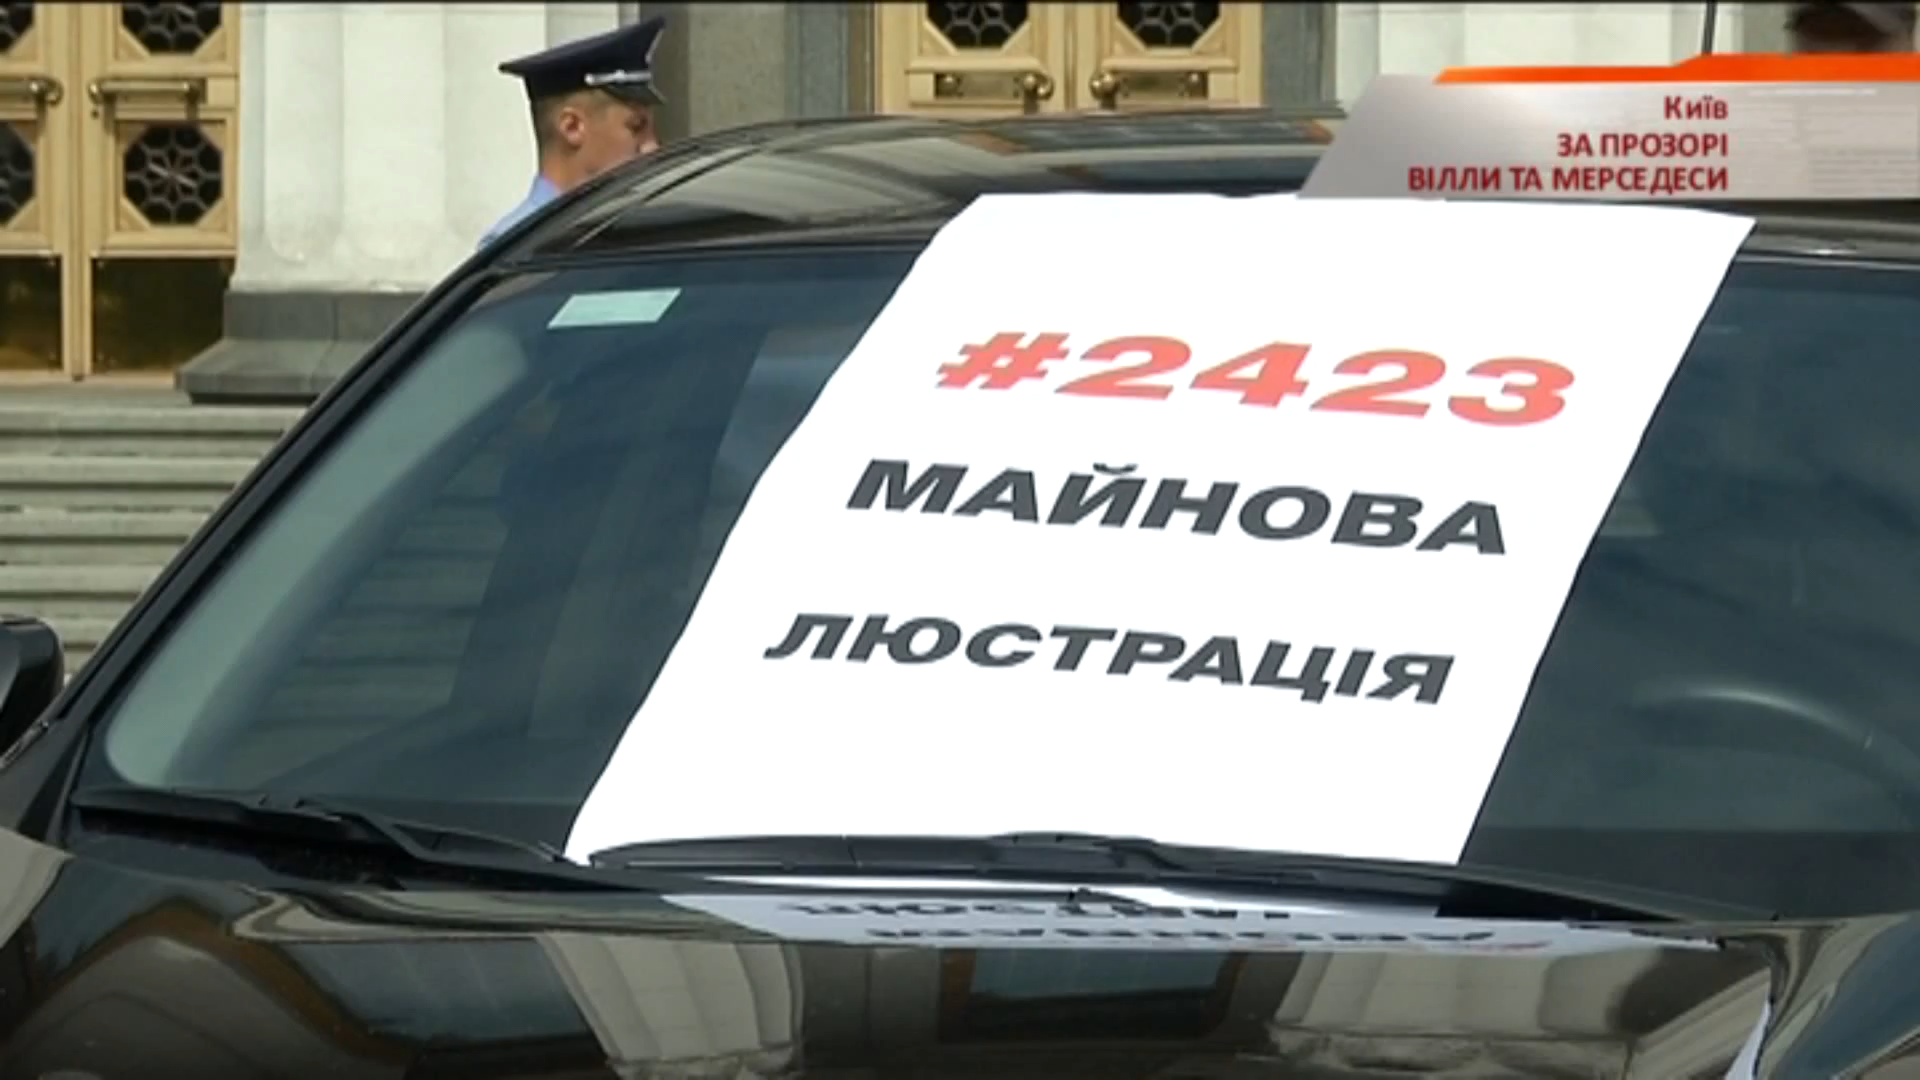 Київ
ЗА ПРОЗОРІ
ВІЛЛИ ТА МЕРСЕДЕСИ
#2423
МАЙНОВА
ЛЮСТРАЦІЯ